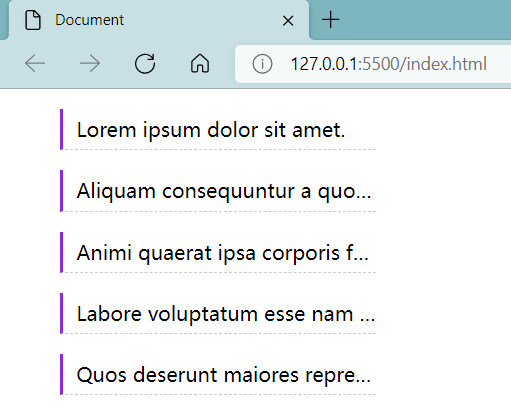 Document
127.0.0.1:5500/index.html
Lorem ipsum dolor sit amet.
Aliquam consequuntur a quo...
Animi quaerat ipsa corporis f...
Labore voluptatum esse nam ...
Quos deserunt maiores repre...